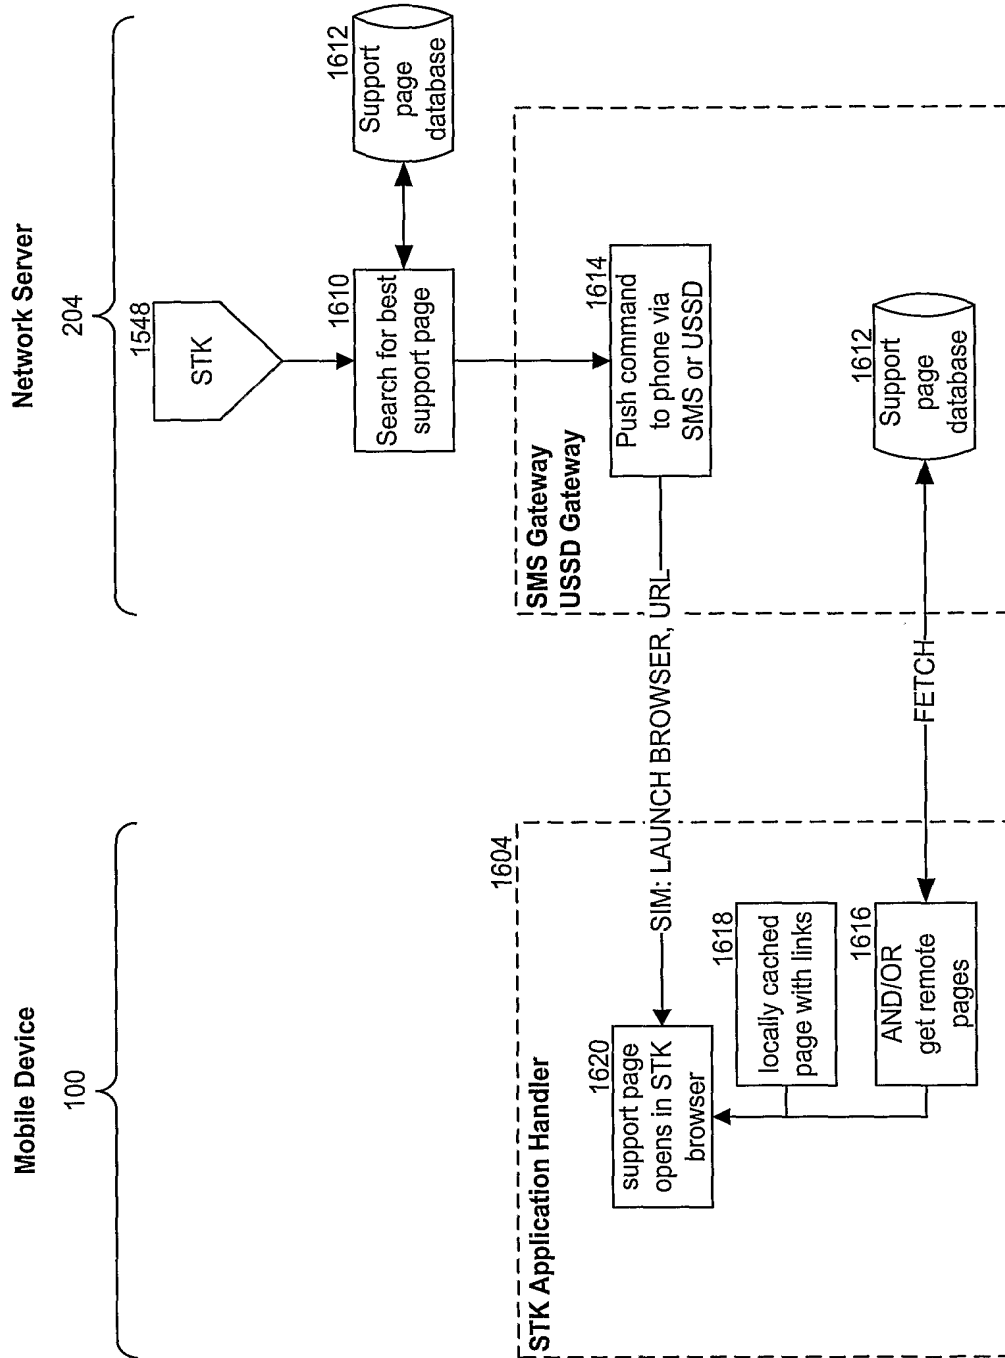 Mobile Device
100
Network Server
204
1548
STK
1610
Search for best
support page
1612
Support
page
database
1604
STK Application Handler
SMS Gateway
USSD Gateway
1620
support page
opens in STK
browser
SIM: LAUNCH BROWSER, URL
1614
Push command
to phone via
SMS or USSD
1618
locally cached
page with links
1616
AND/OR
get remote
pages
FETCH
1612
Support
page
database